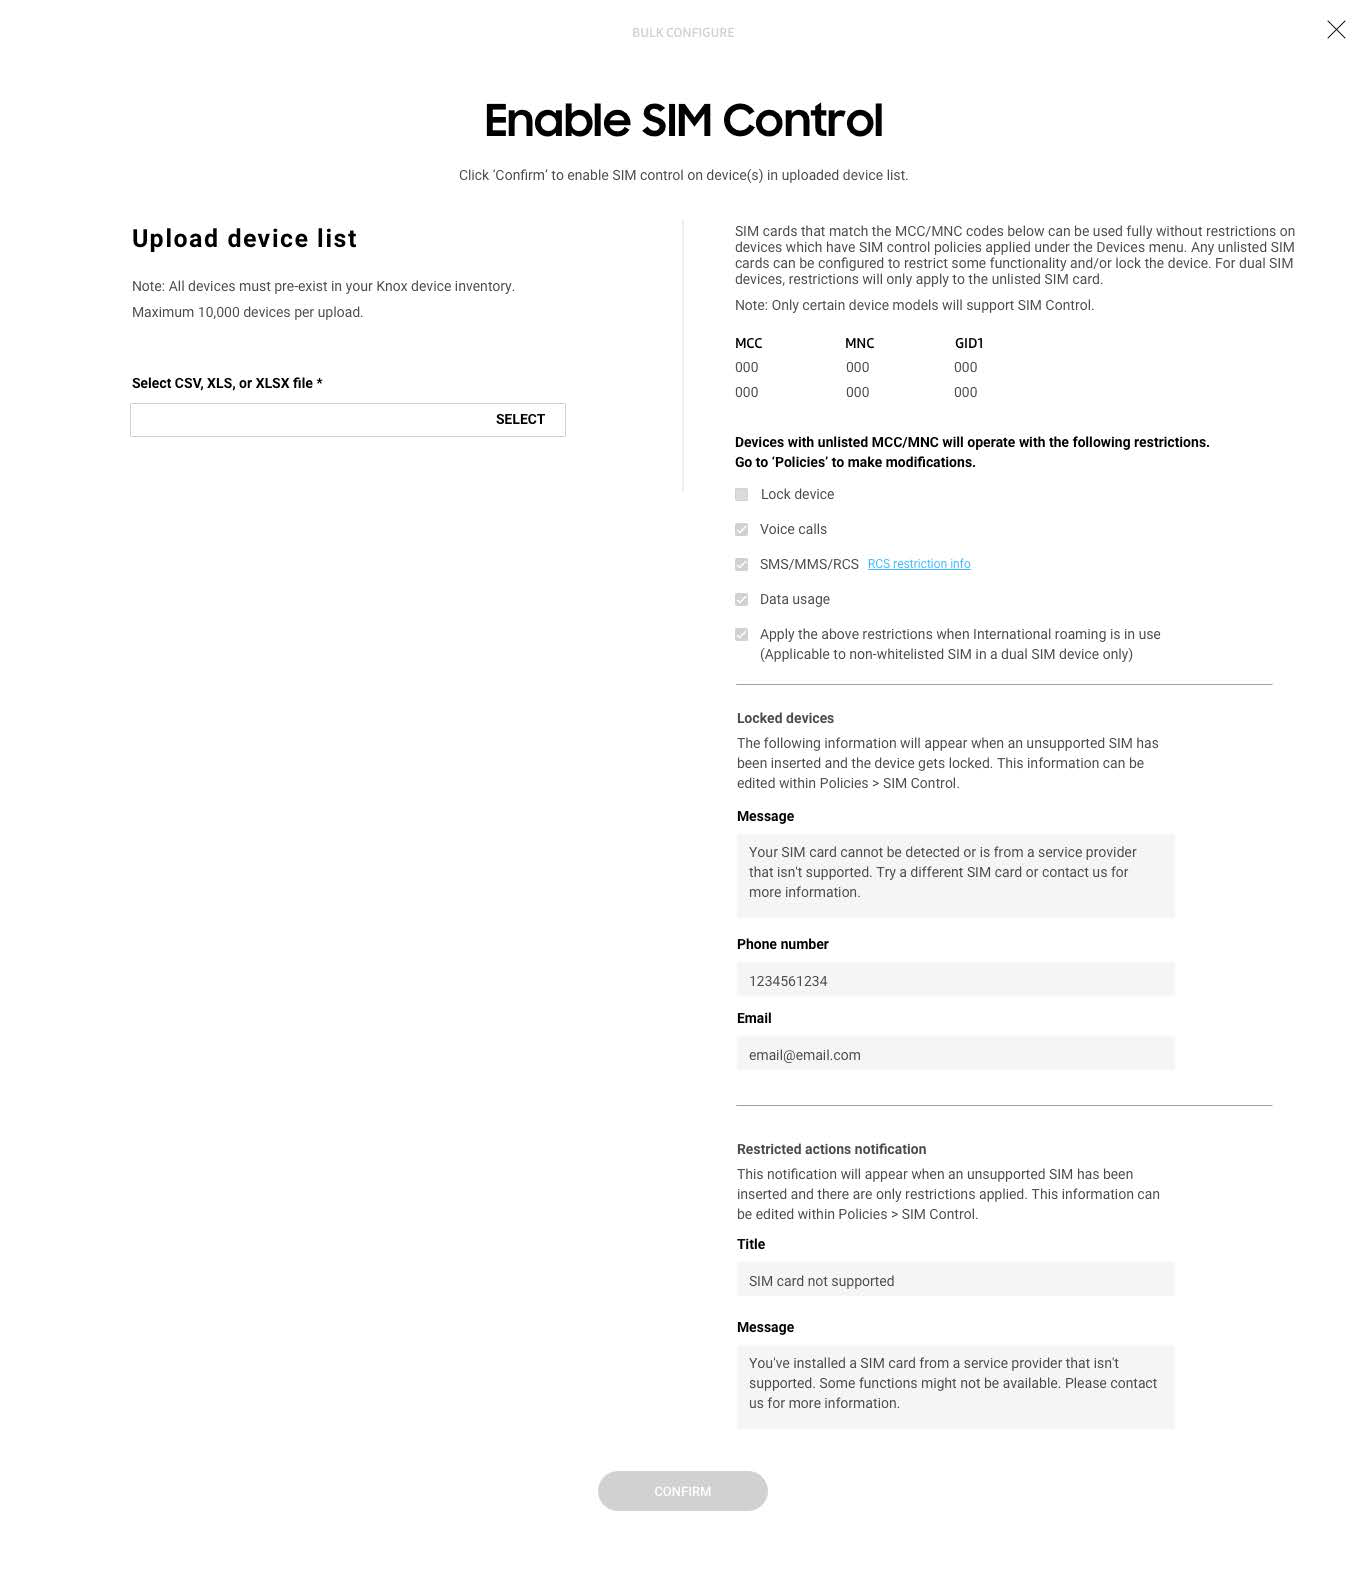 BULK CONFIGURE
Enable SIM Control
Click ‘Confirm’ to enable SIM control on device(s) in uploaded device list.
Upload device list
Note: All devices must pre-exist in your Knox device inventory.
Maximum 10,000 devices per upload.
Select CSV, XLS, or XLSX file *
SELECT
SIM cards that match the MCC/MNC codes below can be used fully without restrictions on
devices which have SIM control policies applied under the Devices menu. Any unlisted SIM
cards can be configured to restrict some functionality and/or lock the device. For dual SIM
devices, restrictions will only apply to the unlisted SIM card.
Note: Only certain device models will support SIM Control.
MCC MNC GID1
000 000 000
000 000 000
Devices with unlisted MCC/MNC will operate with the following restrictions.
Go to ‘Policies’ to make modifications.
Lock device
Voice calls
SMS/MMS/RCS RCS restriction info
Data usage
Apply the above restrictions when International roaming is in use
(Applicable to non-whitelisted SIM in a dual SIM device only)
Locked devices
The following information will appear when an unsupported SIM has
been inserted and the device gets locked. This information can be
edited within Policies > SIM Control.
Message
Your SIM card cannot be detected or is from a service provider
that isn't supported. Try a different SIM card or contact us for
more information.
Phone number
1234561234
Email
email@email.com
Restricted actions notification
This notification will appear when an unsupported SIM has been
inserted and there are only restrictions applied. This information can
be edited within Policies > SIM Control.
Title
SIM card not supported
Message
You've installed a SIM card from a service provider that isn't
supported. Some functions might not be available. Please contact
us for more information.
CONFIRM